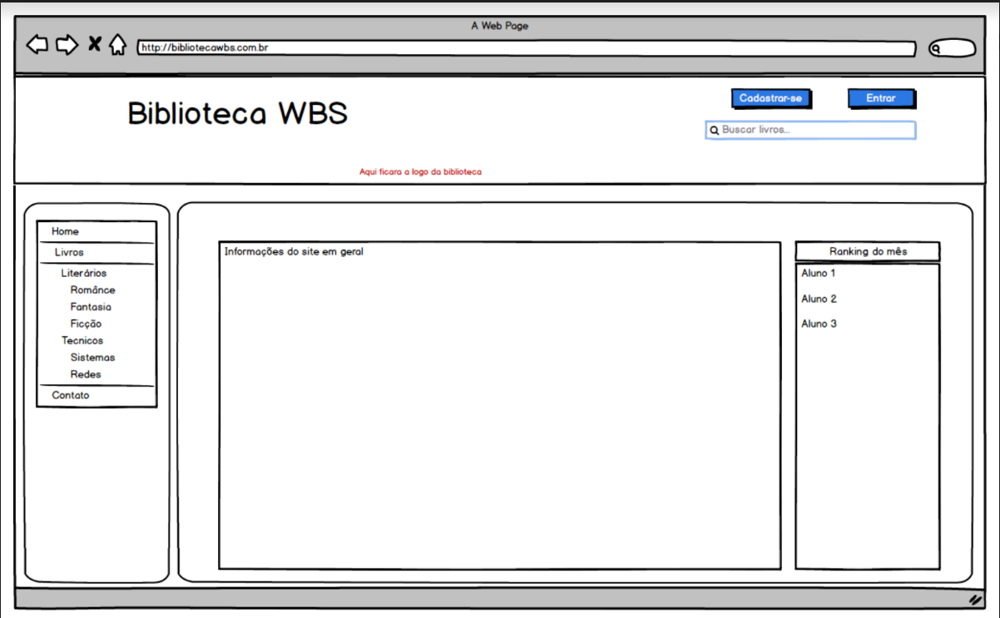 A Web Page
http://bibliotecawbs.com.br
Biblioteca WBS
Cadastrar-se
Entrar
Buscar livros...
Aqui ficara a logo da biblioteca
Home
Livros
Literários
Românce
Fantasia
Ficção
Tecnicos
Sistemas
Redes
Contato
Informações do site em geral
Ranking do mês
Aluno 1
Aluno 2
Aluno 3